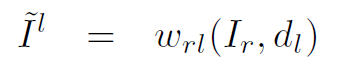 Ĩ^l = w_{rl}(I_r, d_l)